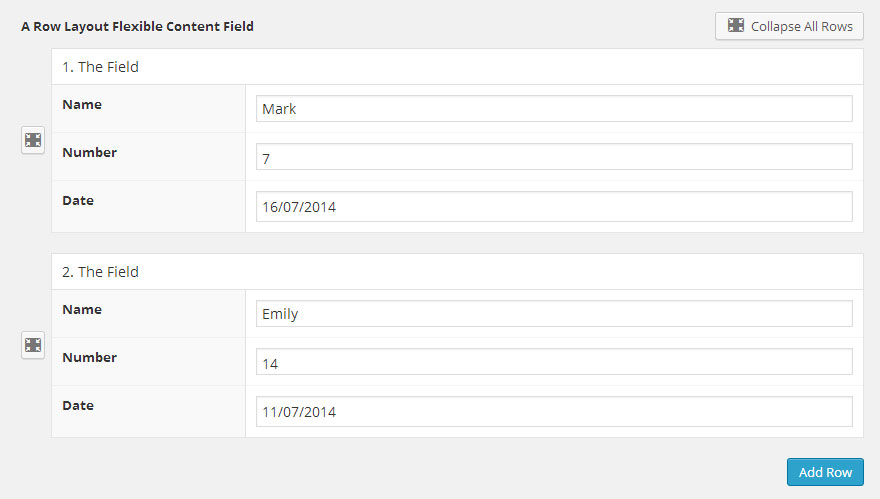 A Row Layout Flexible Content Field
Collapse All Rows
1. The Field
Name
Mark
Number
7
Date
16/07/2014
2. The Field
Name
Emily
Number
14
Date
11/07/2014
Add Row